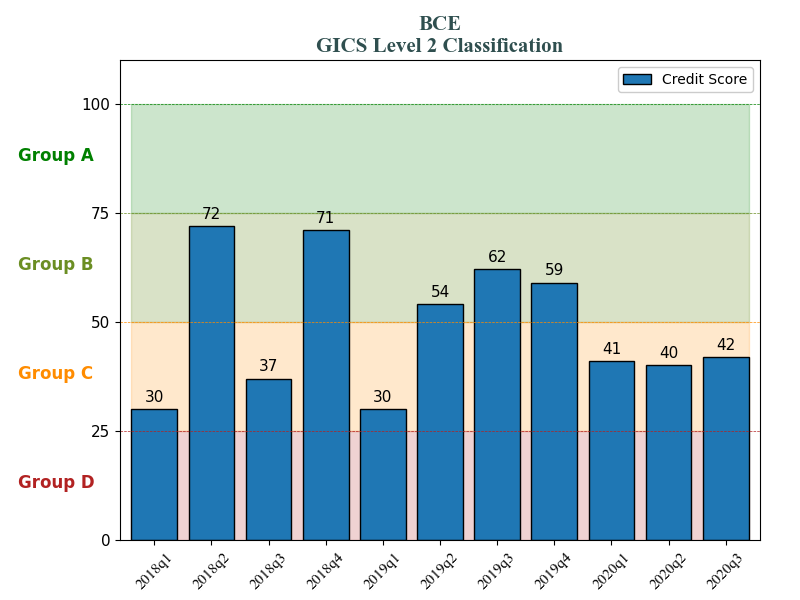 BCE
GICS Level 2 Classification
Credit Score
100
Group A
75
72
71
Group B
62
59
54
50
Group C
42
41
40
37
30
30
25
Group D
0
2018q1
2018q2
2018q3
2018q4
2019q1
2019q2
2019q3
2019q4
2020q1
2020q2
2020q3